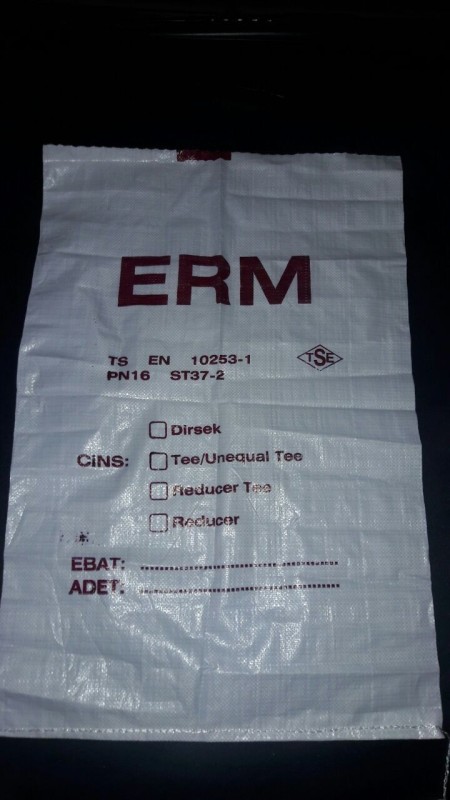 ERM
TS EN 10253-1
PN16 ST37-2
TSE
Dirsek
CiNS: Tee/Unequal Tee
Reducer Tee
Reducer
EBAT: ................................................
ADET: ................................................